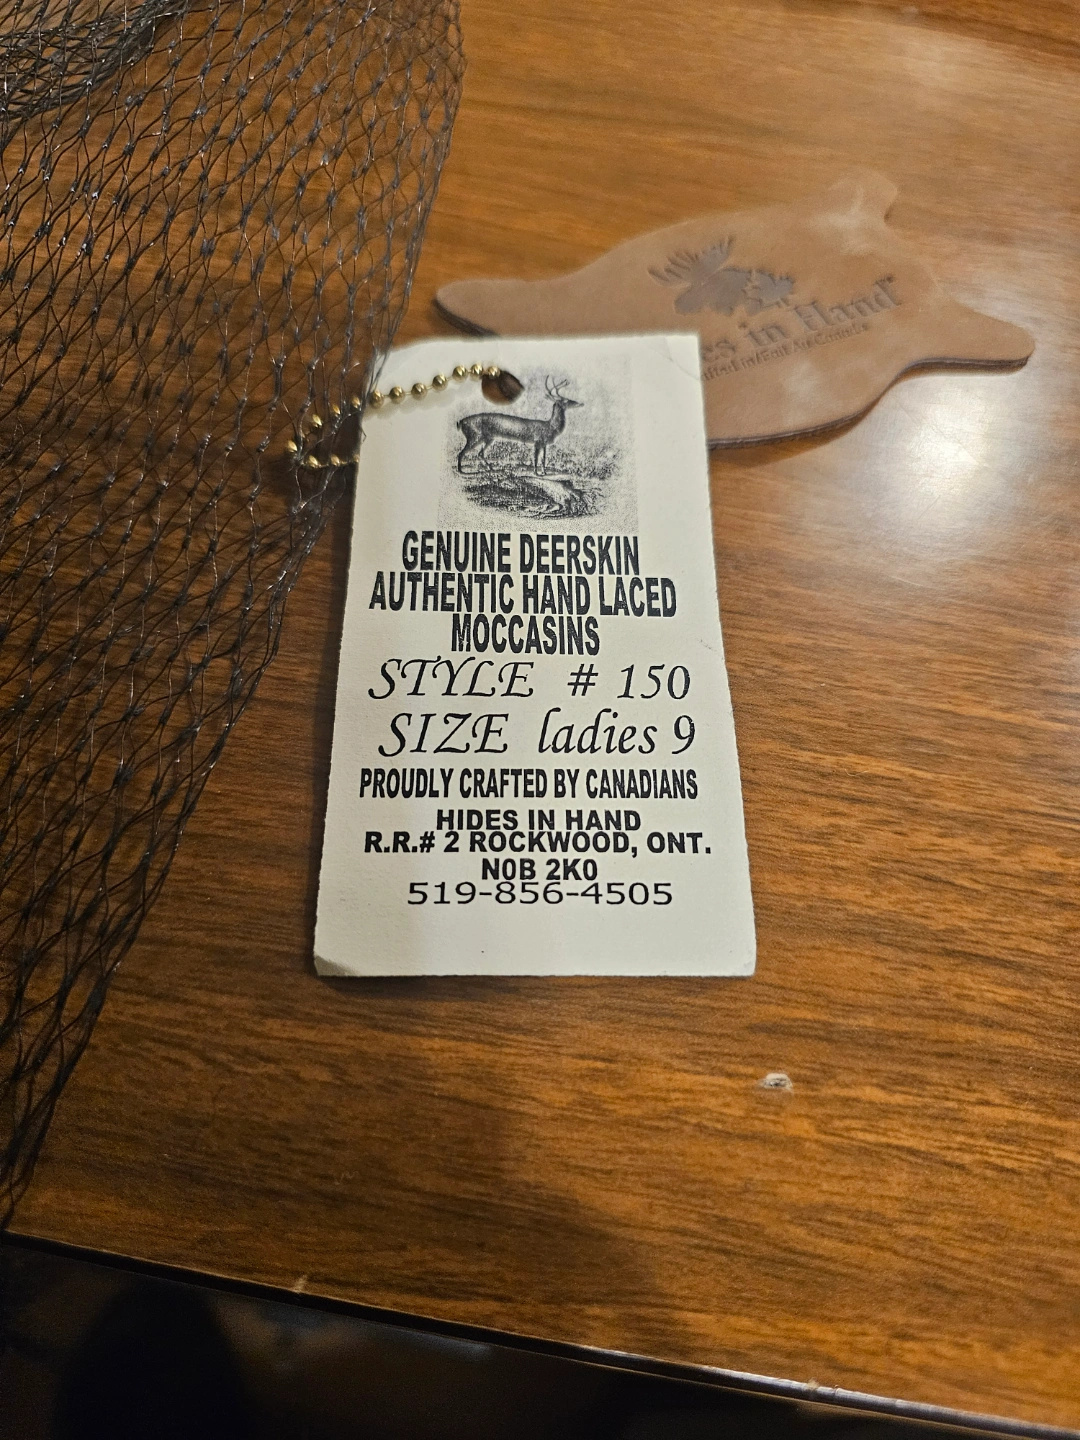 in Hand
GENUINE DEERSKIN
AUTHENTIC HAND LACED
MOCCASINS
STYLE # 150
SIZE ladies 9
PROUDLY CRAFTED BY CANADIANS
HIDES IN HAND
R.R.# 2 ROCKWOOD, ONT.
N0B 2K0
519-856-4505